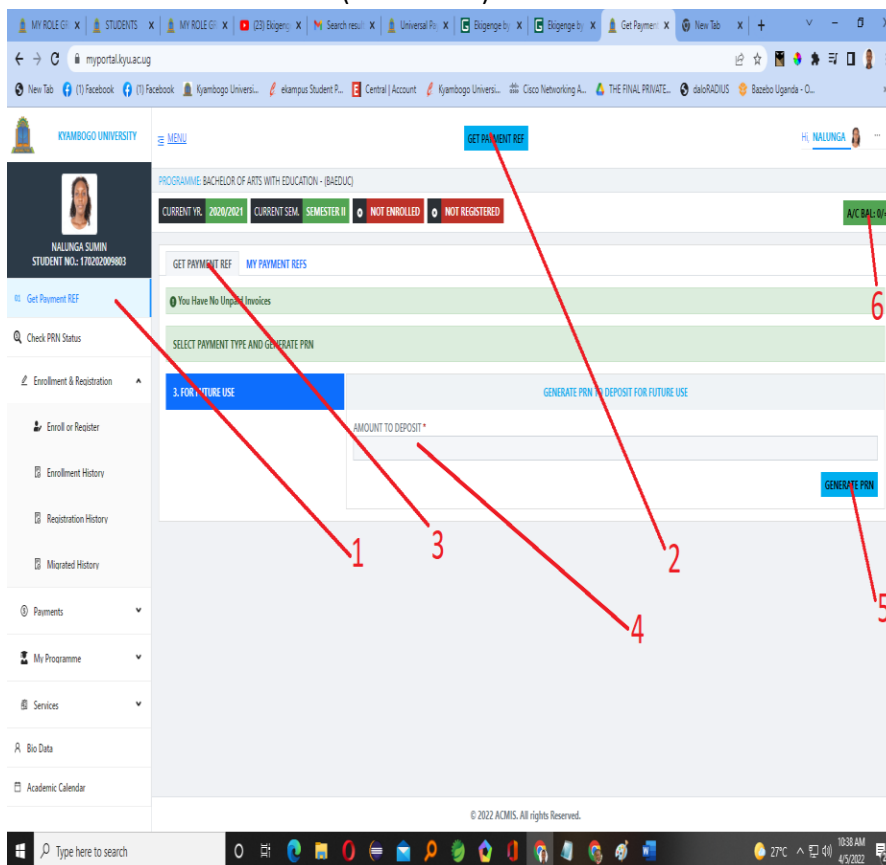 MY ROLE GR STUDENTS MY ROLE GR (23) Ekigeng Search resul Universal Pa Ekigenge by Ekigenge by Get Payment New Tab
myportal.kyu.ac.ug
New Tab (1) Facebook (1) Facebook Kyambogo Universi... ekampus Student P... Central | Account Kyambogo Universi... Cisco Networking A... THE FINAL PRIVATE... daloRADIUS Bazebo Uganda - O...
KYAMBOGO UNIVERSITY
MENU
GET PAYMENT REF
Hi, NALUNGA
PROGRAMME: BACHELOR OF ARTS WITH EDUCATION - (BAEDUC)
CURRENT YR. 2020/2021 CURRENT SEM. SEMESTER II NOT ENROLLED NOT REGISTERED
A/C BAL: 0/=
NALUNGA SUMIN
STUDENT NO.: 170202009803
GET PAYMENT REF MY PAYMENT REFS
Get Payment REF
You Have No Unpaid Invoices
6
Check PRN Status
SELECT PAYMENT TYPE AND GENERATE PRN
Enrollment & Registration
3. FOR FUTURE USE
GENERATE PRN TO DEPOSIT FOR FUTURE USE
Enroll or Register
AMOUNT TO DEPOSIT *
Enrollment History
GENERATE PRN
Registration History
1
3
2
Migrated History
5
Payments
4
My Programme
Services
Bio Data
Academic Calendar
© 2022 ACMIS. All rights Reserved.
Type here to search
27°C
10:38 AM
4/5/2022